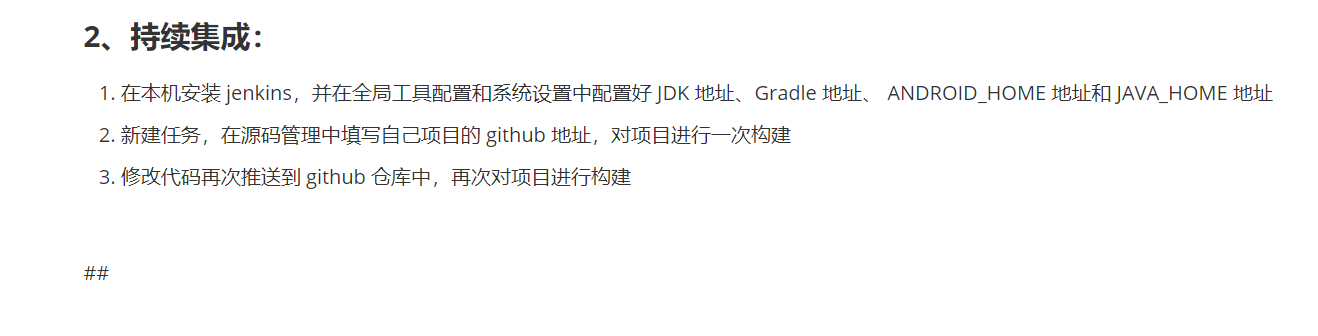 2、持续集成：
1. 在本机安装 jenkins，并在全局工具配置和系统设置中配置好 JDK 地址、Gradle 地址、 ANDROID_HOME 地址和 JAVA_HOME 地址
2. 新建任务，在源码管理中填写自己项目的 github 地址，对项目进行一次构建
3. 修改代码再次推送到 github 仓库中，再次对项目进行构建
##